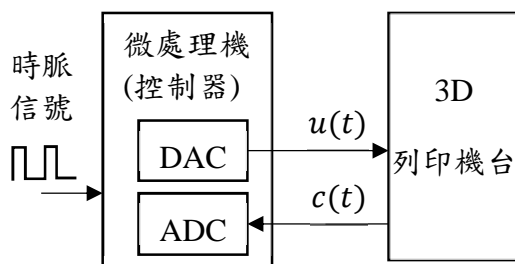 時脈
信號
微處理機
(控制器)
DAC
ADC
u(t)
c(t)
3D
列印機台